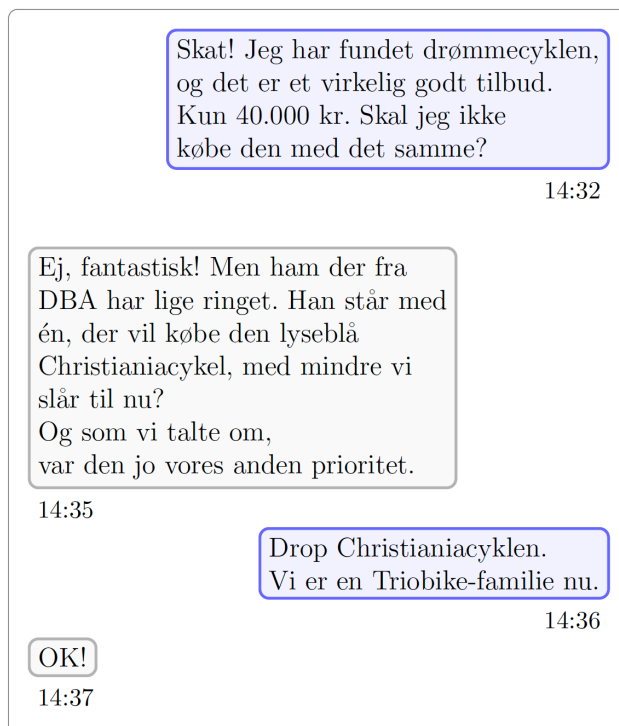 Skat! Jeg har fundet drømmecyklen,
og det er et virkelig godt tilbud.
Kun 40.000 kr. Skal jeg ikke
købe den med det samme?
14:32
Ej, fantastisk! Men ham der fra
DBA har lige ringet. Han står med
én, der vil købe den lyseblå
Christianiacykel, med mindre vi
slår til nu?
Og som vi talte om,
var den jo vores anden prioritet.
14:35
Drop Christianiacyklen.
Vi er en Triobike-familie nu.
14:36
OK!
14:37